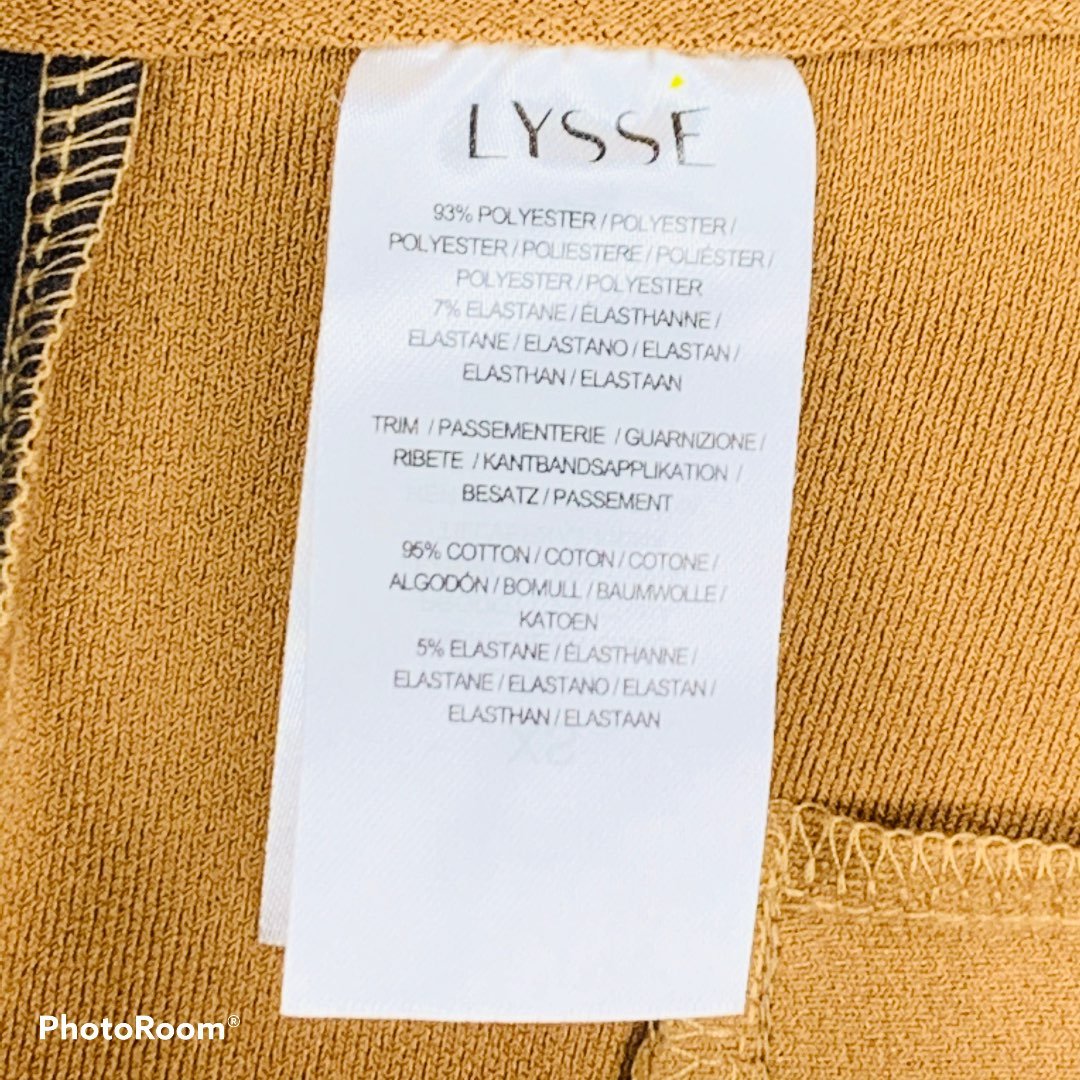 LYSSÉ
93% POLYESTER / POLYESTER /
POLYESTER / POLIESTERE / POLIÉSTER /
POLYESTER / POLYESTER
7% ELASTANE / ÉLASTHANNE /
ELASTANE / ELASTANO / ELASTAN /
ELASTHAN / ELASTAAN
TRIM / PASSEMENTERIE / GUARNIZIONE /
RIBETE / KANTBANDSAPPLIKATION /
BESATZ / PASSEMENT
95% COTTON / COTON / COTONE /
ALGODÓN / BOMULL / BAUMWOLLE /
KATOEN
5% ELASTANE / ÉLASTHANNE /
ELASTANE / ELASTANO / ELASTAN /
ELASTHAN / ELASTAAN
PhotoRoom®